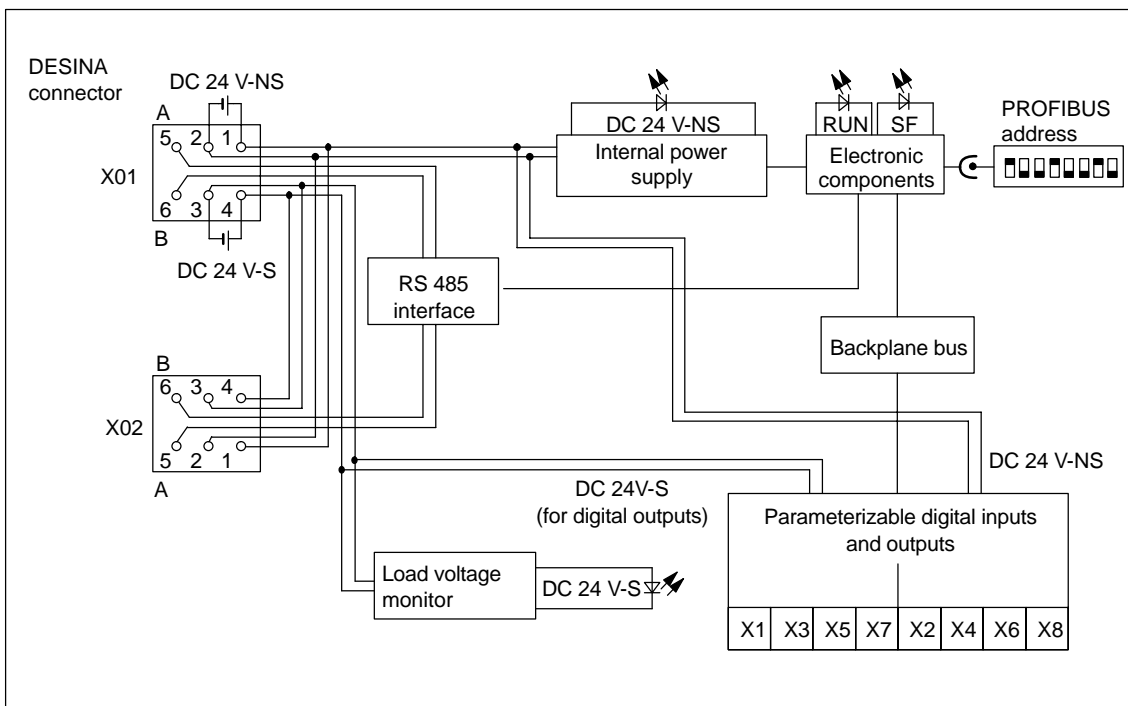 DESINA
connector
DC 24 V-NS
A
5 2 1
X01
6 3 4
B
DC 24 V-S
DC 24 V-NS
Internal power
supply
RUN SF
Electronic
components
PROFIBUS
address
RS 485
interface
Backplane bus
B
6 3 4
X02
5 2 1
A
DC 24V-S
(for digital outputs)
DC 24 V-NS
Parameterizable digital inputs
and outputs
Load voltage
monitor
DC 24 V-S
X1 X3 X5 X7 X2 X4 X6 X8